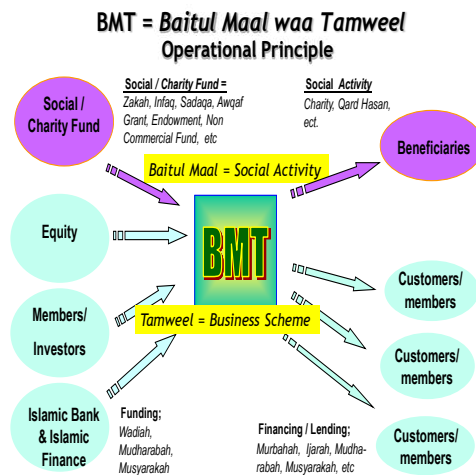 BMT = Baitul Maal waa Tamweel
Operational Principle
Social /
Charity Fund
Social / Charity Fund =
Zakah, Infaq, Sadaqa, Awqaf
Grant, Endowment, Non
Commercial Fund, etc
Social Activity
Charity, Qard Hasan,
ect.
Beneficiaries
Baitul Maal = Social Activity
Equity
BMT
Members/
Investors
Tamweel = Business Scheme
Customers/
members
Customers/
members
Islamic Bank
& Islamic
Finance
Funding;
Wadiah,
Mudharabah,
Musyarakah
Financing / Lending;
Murbahah, Ijarah, Mudha-
rabah, Musyarakah, etc
Customers/
members